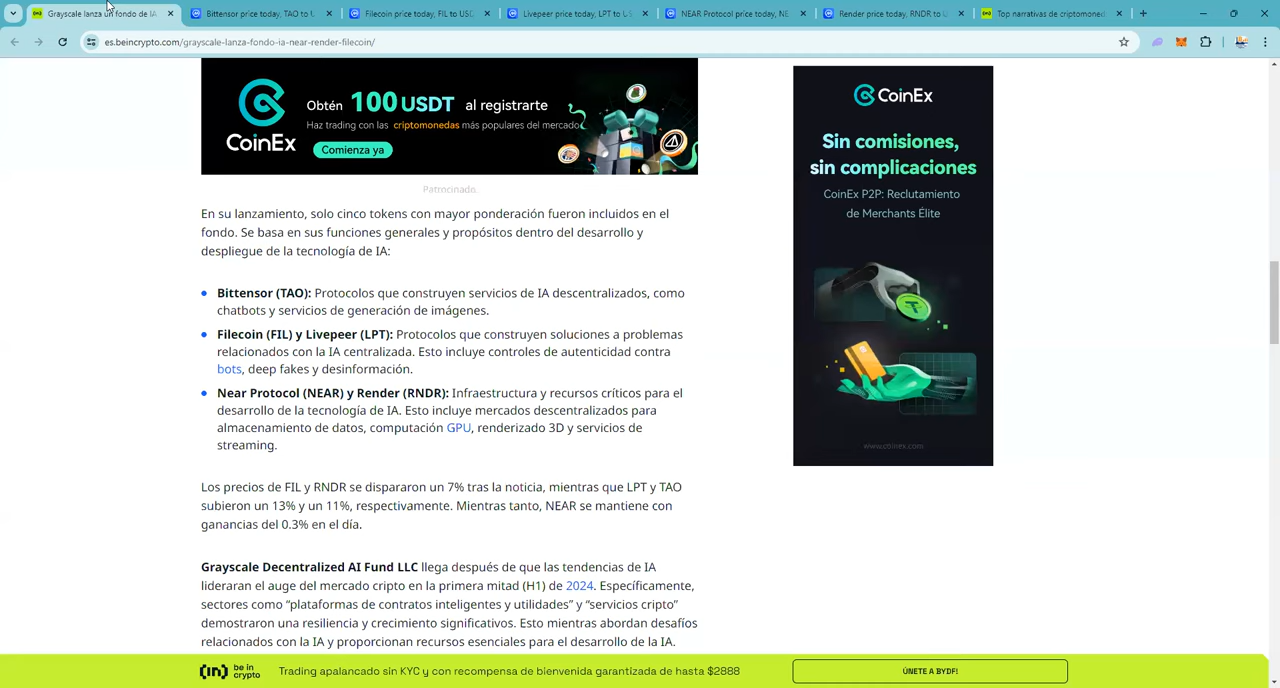 Grayscale lanza un fondo de IA
Bittensor price today, TAO to U
Filecoin price today, FIL to USD
Livepeer price today, LPT to US
NEAR Protocol price today, NE
Render price today, RNDR to U
Top narrativas de criptomoned
es.beincrypto.com/grayscale-lanza-fondo-ia-near-render-filecoin/
CoinEx
Obtén 100 USDT al registrarte
Haz trading con las criptomonedas más populares del mercado
Comienza ya
Patrocinado.
En su lanzamiento, solo cinco tokens con mayor ponderación fueron incluidos en el
fondo. Se basa en sus funciones generales y propósitos dentro del desarrollo y
despliegue de la tecnología de IA:
Bittensor (TAO): Protocolos que construyen servicios de IA descentralizados, como
chatbots y servicios de generación de imágenes.
Filecoin (FIL) y Livepeer (LPT): Protocolos que construyen soluciones a problemas
relacionados con la IA centralizada. Esto incluye controles de autenticidad contra
bots, deep fakes y desinformación.
Near Protocol (NEAR) y Render (RNDR): Infraestructura y recursos críticos para el
desarrollo de la tecnología de IA. Esto incluye mercados descentralizados para
almacenamiento de datos, computación GPU, renderizado 3D y servicios de
streaming.
Los precios de FIL y RNDR se dispararon un 7% tras la noticia, mientras que LPT y TAO
subieron un 13% y un 11%, respectivamente. Mientras tanto, NEAR se mantiene con
ganancias del 0.3% en el día.
Grayscale Decentralized AI Fund LLC llega después de que las tendencias de IA
lideraran el auge del mercado cripto en la primera mitad (H1) de 2024. Específicamente,
sectores como “plataformas de contratos inteligentes y utilidades” y “servicios cripto”
demostraron una resiliencia y crecimiento significativos. Esto mientras abordan desafíos
relacionados con la IA y proporcionan recursos esenciales para el desarrollo de la IA.
CoinEx
Sin comisiones,
sin complicaciones
CoinEx P2P: Reclutamiento
de Merchants Élite
www.coinex.com
be in
crypto
Trading apalancado sin KYC y con recompensa de bienvenida garantizada de hasta $2888
ÚNETE A BYDFI